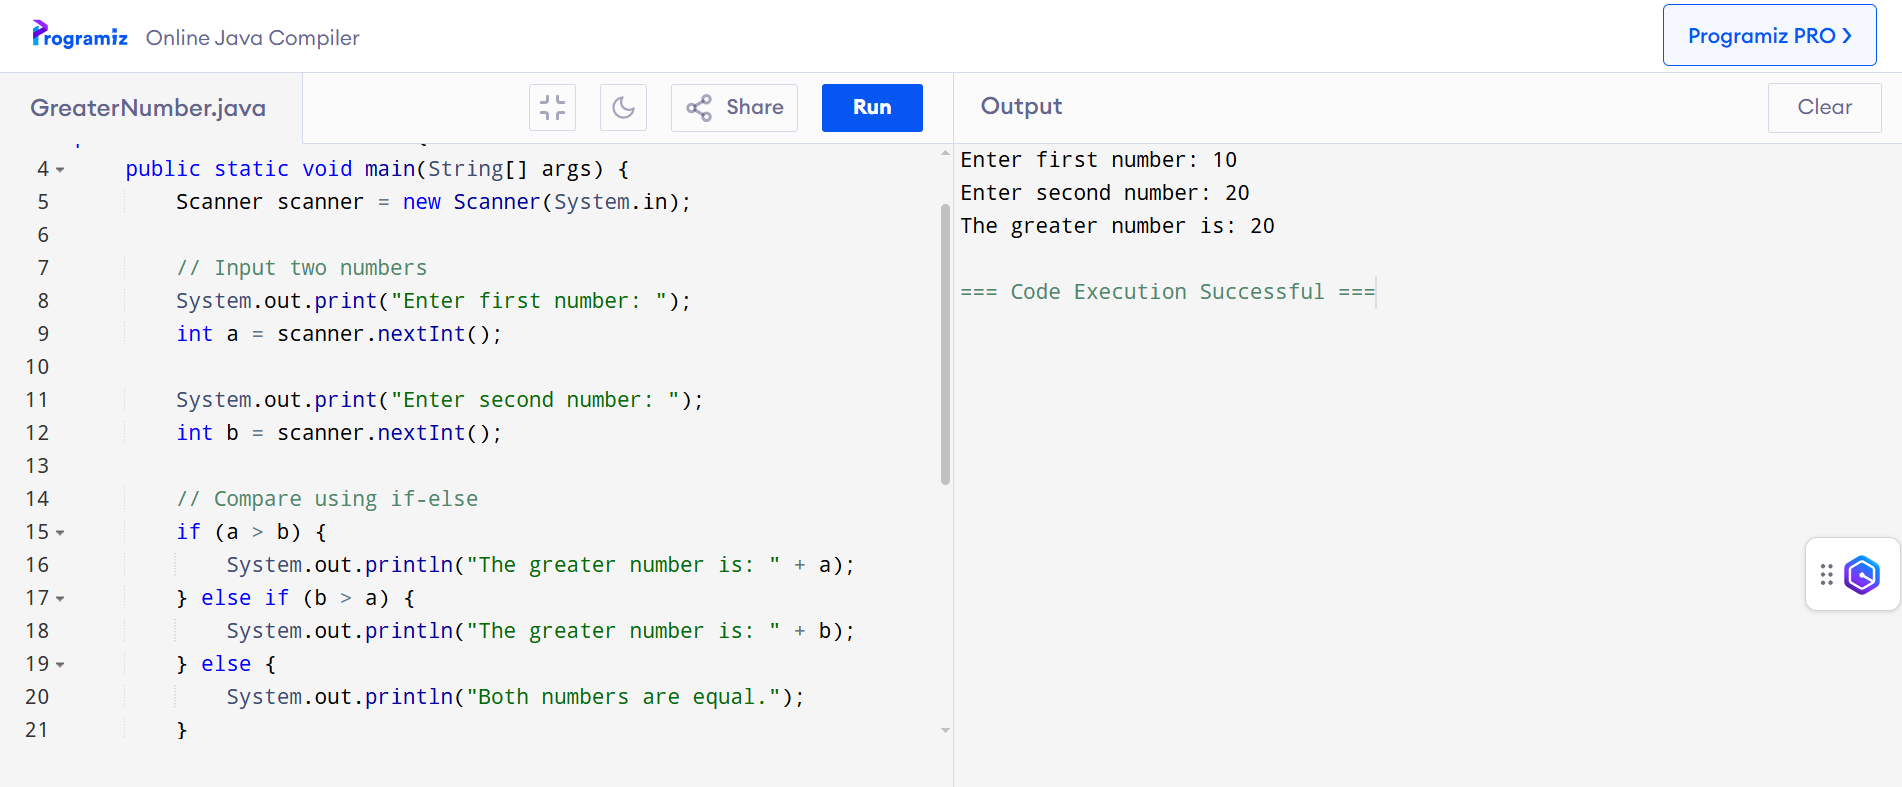 Programiz Online Java Compiler
Programiz PRO
GreaterNumber.java
Share
Run
4 public static void main(String[] args) {
5 Scanner scanner = new Scanner(System.in);
6
7 // Input two numbers
8 System.out.print("Enter first number: ");
9 int a = scanner.nextInt();
10
11 System.out.print("Enter second number: ");
12 int b = scanner.nextInt();
13
14 // Compare using if-else
15 if (a > b) {
16 System.out.println("The greater number is: " + a);
17 } else if (b > a) {
18 System.out.println("The greater number is: " + b);
19 } else {
20 System.out.println("Both numbers are equal.");
21 }
Output
Clear
Enter first number: 10
Enter second number: 20
The greater number is: 20
=== Code Execution Successful ===